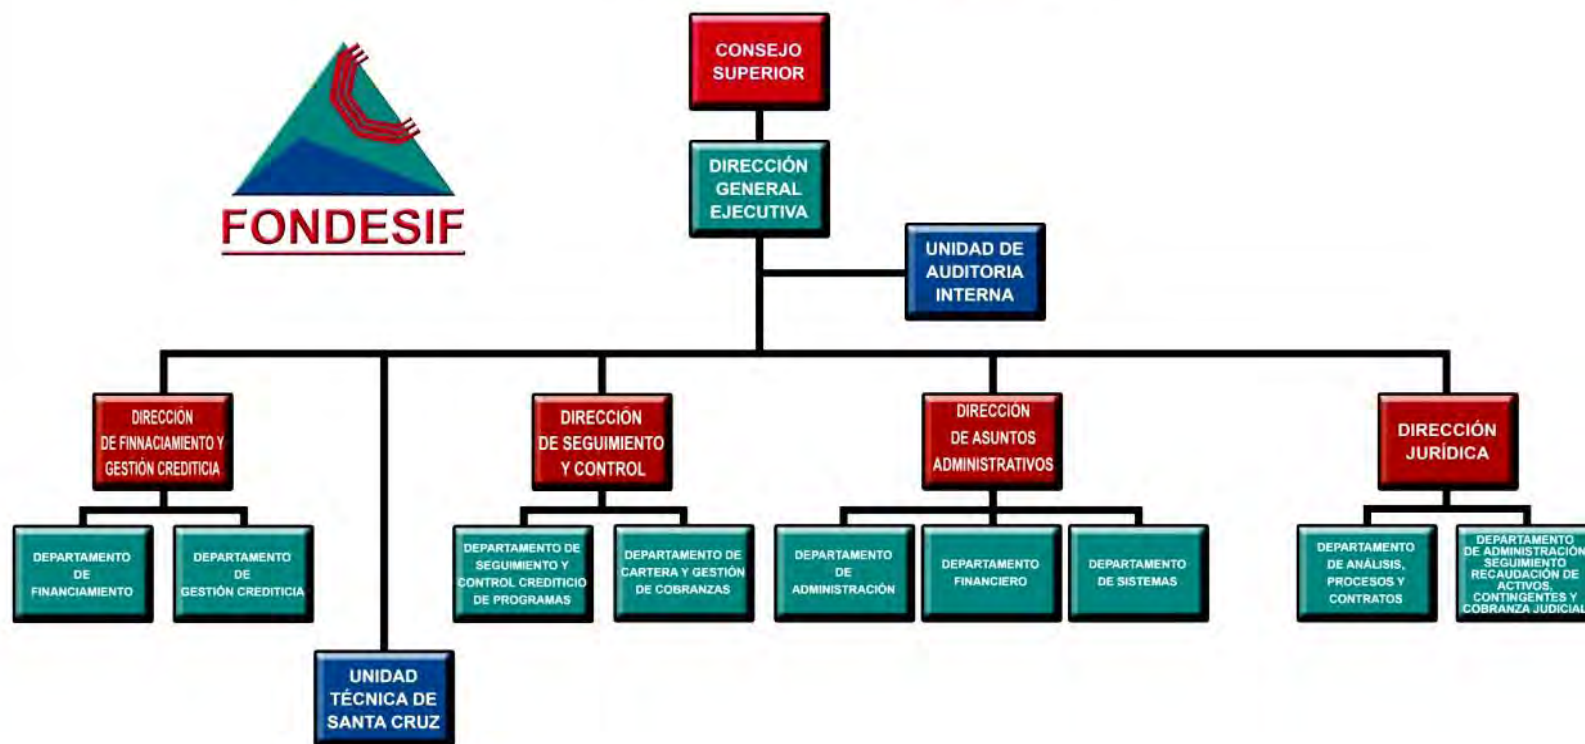 FONDESIF
CONSEJO
SUPERIOR
DIRECCIÓN
GENERAL
EJECUTIVA
UNIDAD DE
AUDITORIA
INTERNA
DIRECCIÓN
DE FINNACIAMIENTO Y
GESTIÓN CREDITICIA
DIRECCIÓN
DE SEGUIMIENTO
Y CONTROL
DIRECCIÓN
DE ASUNTOS
ADMINISTRATIVOS
DIRECCIÓN
JURÍDICA
DEPARTAMENTO
DE
FINANCIAMIENTO
DEPARTAMENTO
DE
GESTIÓN CREDITICIA
DEPARTAMENTO DE
SEGUIMIENTO Y
CONTROL CREDITICIO
DE PROGRAMAS
DEPARTAMENTO DE
CARTERA Y GESTIÓN
DE COBRANZAS
DEPARTAMENTO
DE
ADMINISTRACIÓN
DEPARTAMENTO
FINANCIERO
DEPARTAMENTO
DE SISTEMAS
DEPARTAMENTO
DE ANÁLISIS,
PROCESOS Y
CONTRATOS
DEPARTAMENTO
DE ADMINISTRACIÓN
SEGUIMIENTO
RECAUDACIÓN DE
ACTIVOS,
CONTINGENTES Y
COBRANZA JUDICIAL
UNIDAD
TÉCNICA DE
SANTA CRUZ